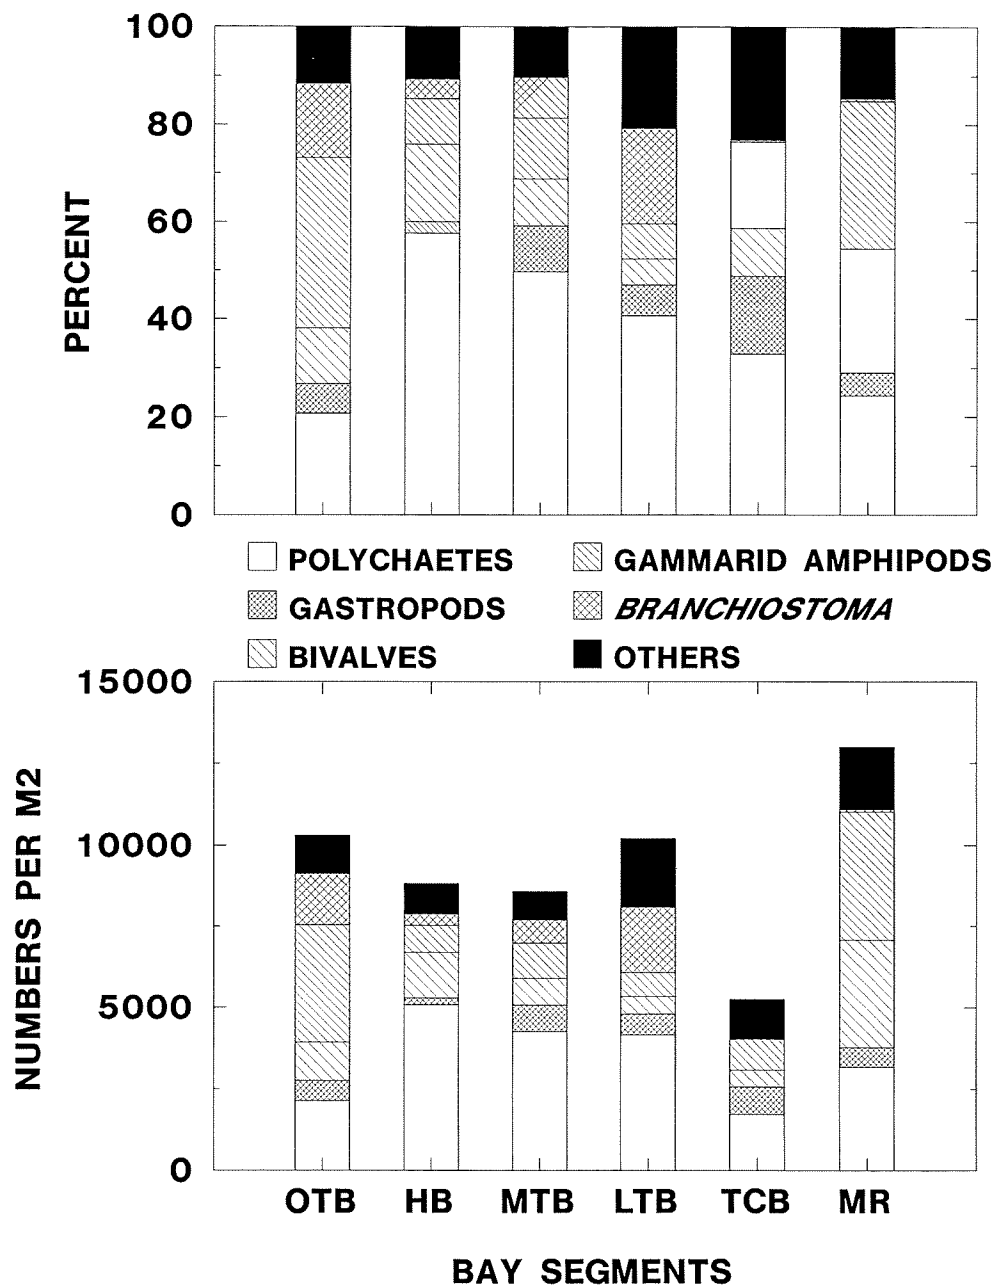 100
80
60
40
20
0
PERCENT
POLYCHAETES
GAMMARID AMPHIPODS
GASTROPODS
BRANCHIOSTOMA
BIVALVES
OTHERS
15000
10000
5000
0
NUMBERS PER M2
OTB HB MTB LTB TCB MR
BAY SEGMENTS